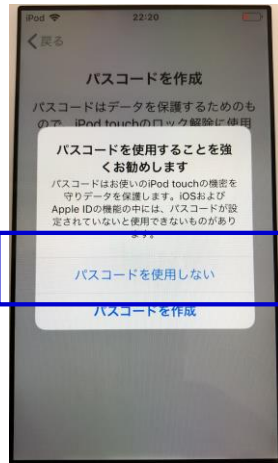 iPod 22:20
戻る
パスコードを作成
パスコードはデータを保護するためのも
ので、iPod touchのロック解除に使用
パスコードを使用することを強
くお勧めします
パスコードはお使いのiPod touchの機密を
守りデータを保護します。iOSおよび
Apple IDの機能の中には、パスコードが設
定されていないと使用できないものがあり
ます。
パスコードを使用しない
パスコードを作成